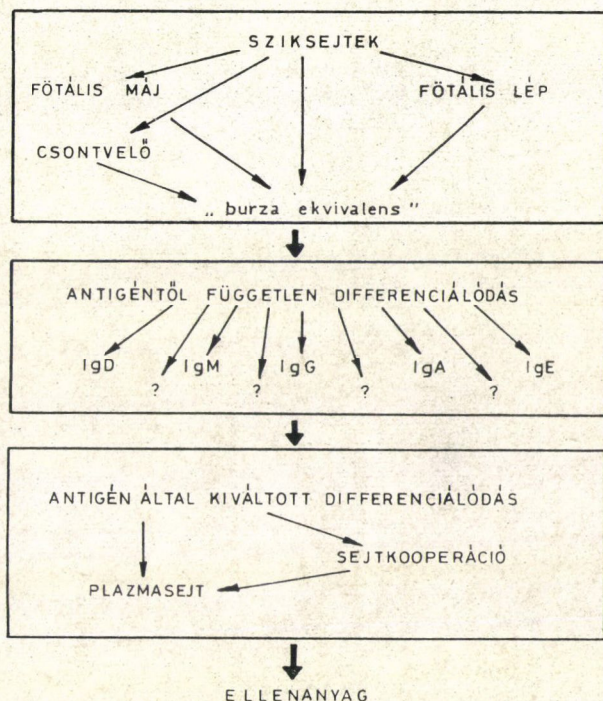 SZIKSEJTEK
FÖTÁLIS MÁJ
FÖTÁLIS LÉP
CSONTVELŐ
„ burza ekvivalens ”
ANTIGÉNTŐL FÜGGETLEN DIFFERENCIÁLÓDÁS
IgD IgM IgG IgA IgE
? ? ? ?
ANTIGÉN ÁLTAL KIVÁLTOTT DIFFERENCIÁLÓDÁS
SEJTKOOPERÁCIÓ
PLAZMASEJT
ELLENANYAG